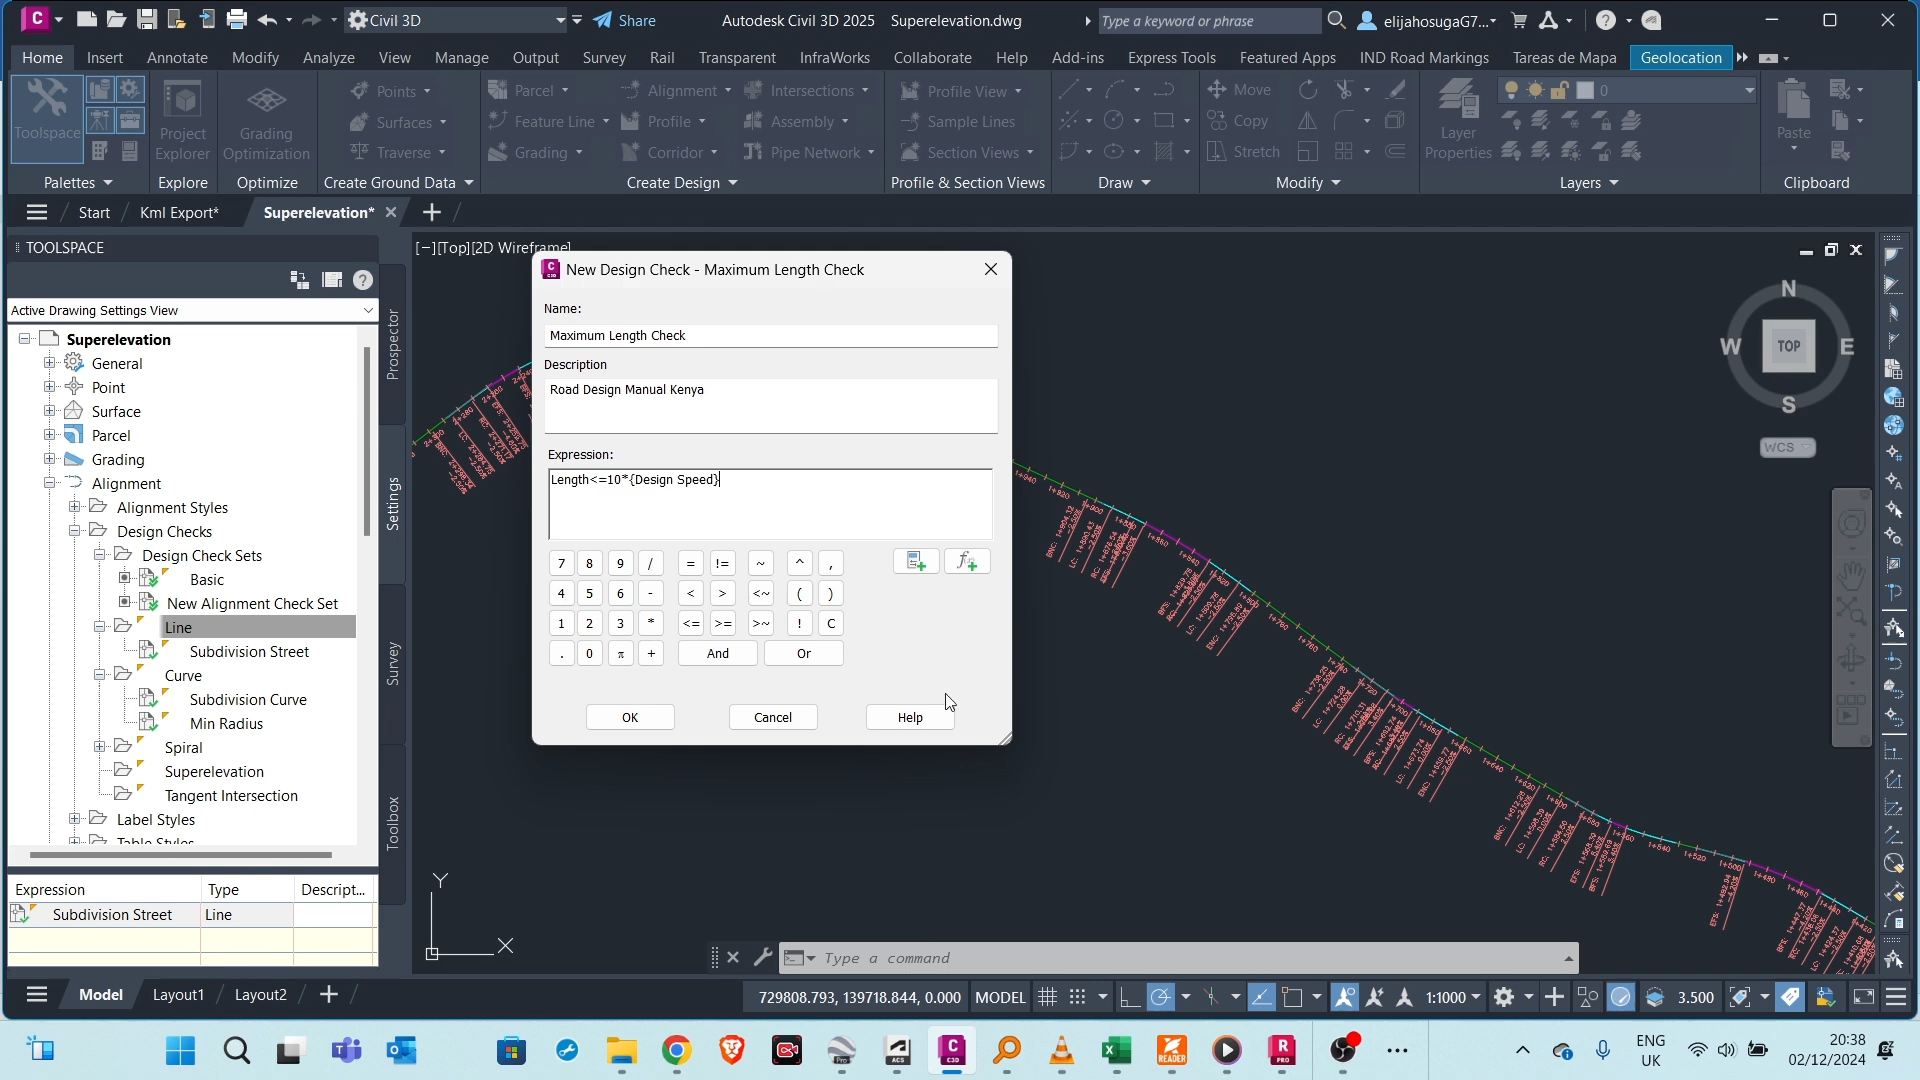 Civil 3D
Share
Autodesk Civil 3D 2025 Superelevation.dwg
Type a keyword or phrase
elijahosugaG7...
Home Insert Annotate Modify Analyze View Manage Output Survey Rail Transparent InfraWorks Collaborate Help Add-ins Express Tools Featured Apps IND Road Markings Tareas de Mapa Geolocation
Toolspace
Project Explorer
Grading Optimization
Points
Surfaces
Traverse
Parcel
Feature Line
Grading
Alignment
Profile
Corridor
Intersections
Assembly
Pipe Network
Profile View
Sample Lines
Section Views
Move
Copy
Stretch
Layer Properties
0
Paste
Palettes Explore Optimize Create Ground Data Create Design Profile & Section Views Draw Modify Layers Clipboard
Start Kml Export* Superelevation*
TOOLSPACE
Active Drawing Settings View
Superelevation
General
Point
Surface
Parcel
Grading
Alignment
Alignment Styles
Design Checks
Design Check Sets
Basic
New Alignment Check Set
Line
Subdivision Street
Curve
Subdivision Curve
Min Radius
Spiral
Superelevation
Tangent Intersection
Label Styles
Table Styles
Prospector
Settings
Survey
Toolbox
Expression Type Descript...
Subdivision Street Line
[−][Top][2D Wireframe]
New Design Check - Maximum Length Check
Name:
Maximum Length Check
Description
Road Design Manual Kenya
Expression:
Length<=10*{Design Speed}
7 8 9 / = != ~ ^ ,
4 5 6 - < > <~ ( )
1 2 3 * <= >= >~ ! C
. 0 π + And Or
OK Cancel Help
N
W TOP E
S
WCS
Y
X
Type a command
Model Layout1 Layout2
729808.793, 139718.844, 0.000 MODEL 1:1000 3.500
ENG
UK
20:38
02/12/2024